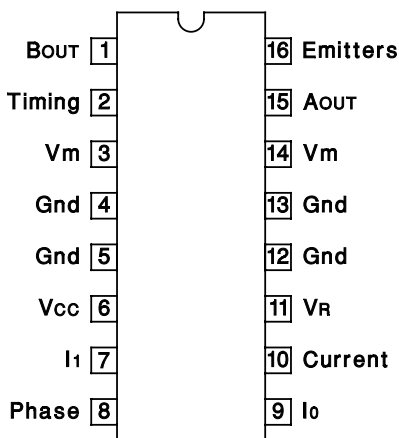 BOUT 1 16 Emitters
Timing 2 15 AOUT
Vm 3 14 Vm
Gnd 4 13 Gnd
Gnd 5 12 Gnd
Vcc 6 11 VR
I1 7 10 Current
Phase 8 9 I0